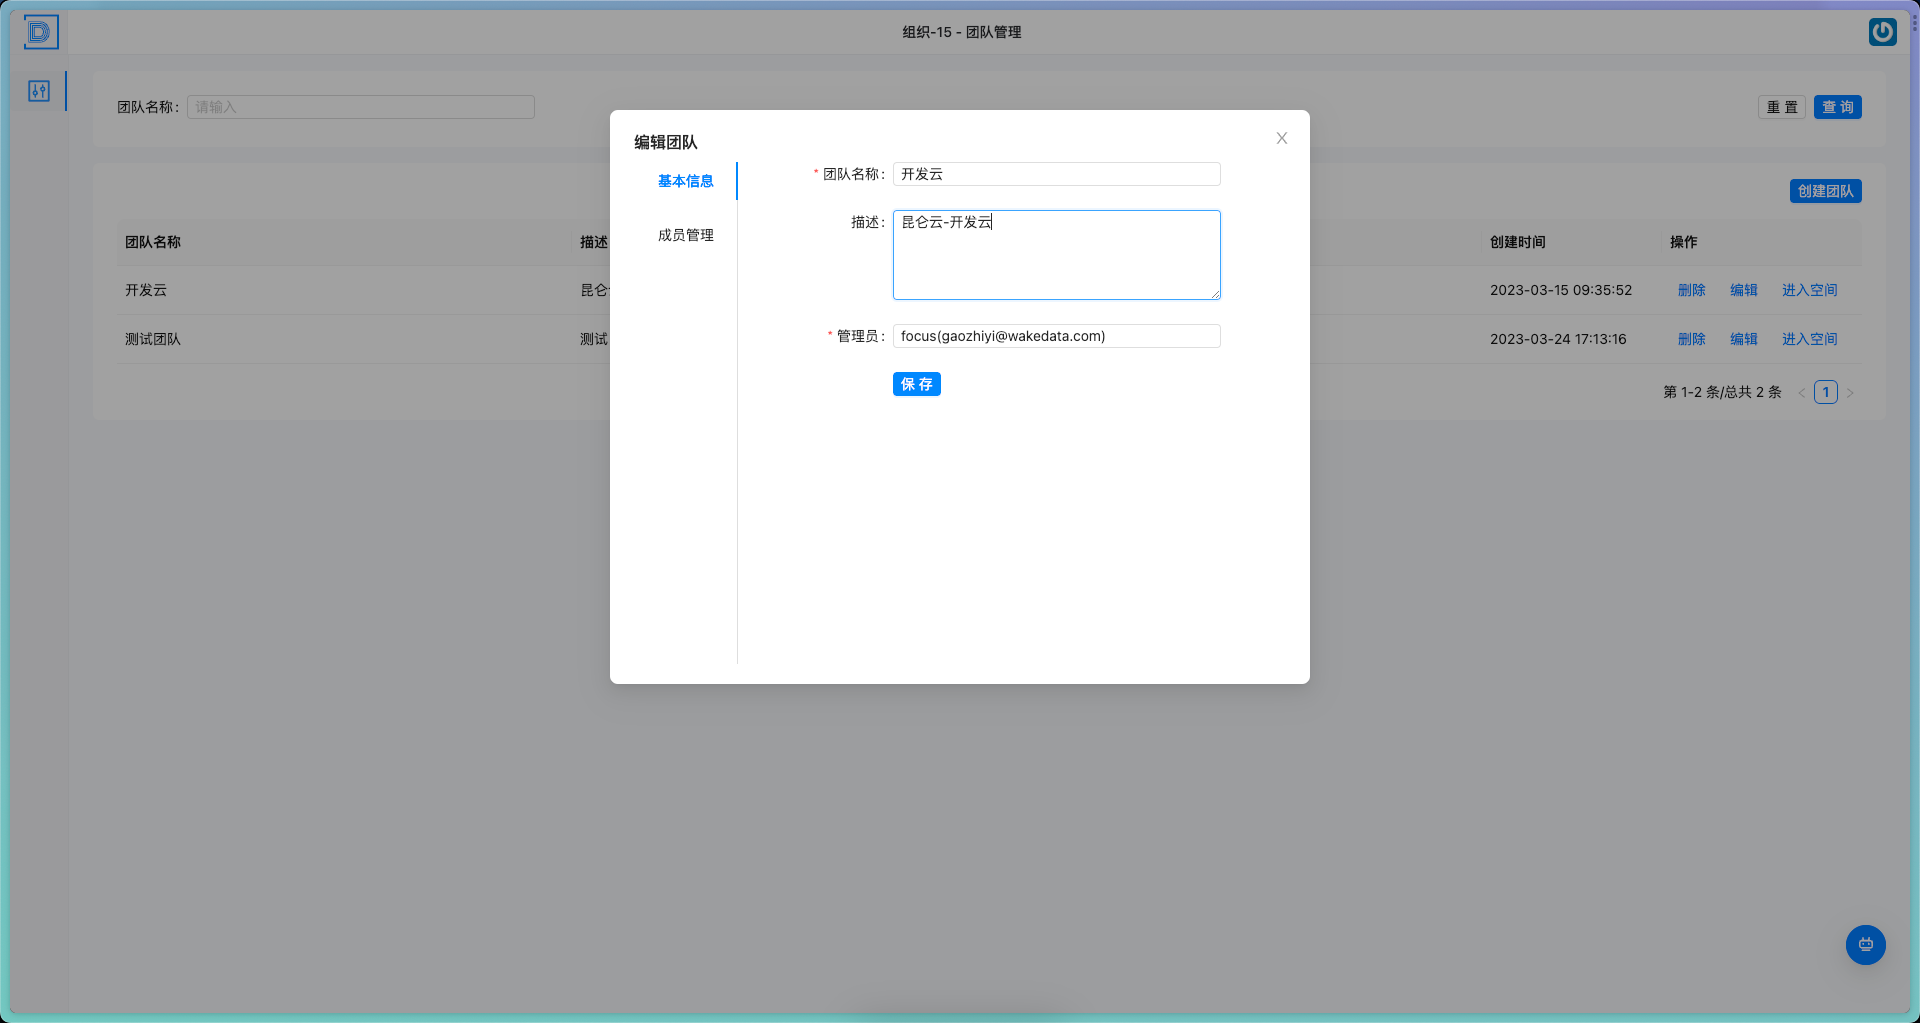 组织-15 - 团队管理
团队名称：
请输入
重 置
查 询
创建团队
团队名称
描述
创建时间
操作
开发云
昆仑
2023-03-15 09:35:52
删除
编辑
进入空间
测试团队
测试
2023-03-24 17:13:16
删除
编辑
进入空间
第 1-2 条/总共 2 条
1
编辑团队
基本信息
成员管理
* 团队名称：
开发云
描述：
昆仑云-开发云
* 管理员：
focus(gaozhiyi@wakedata.com)
保 存